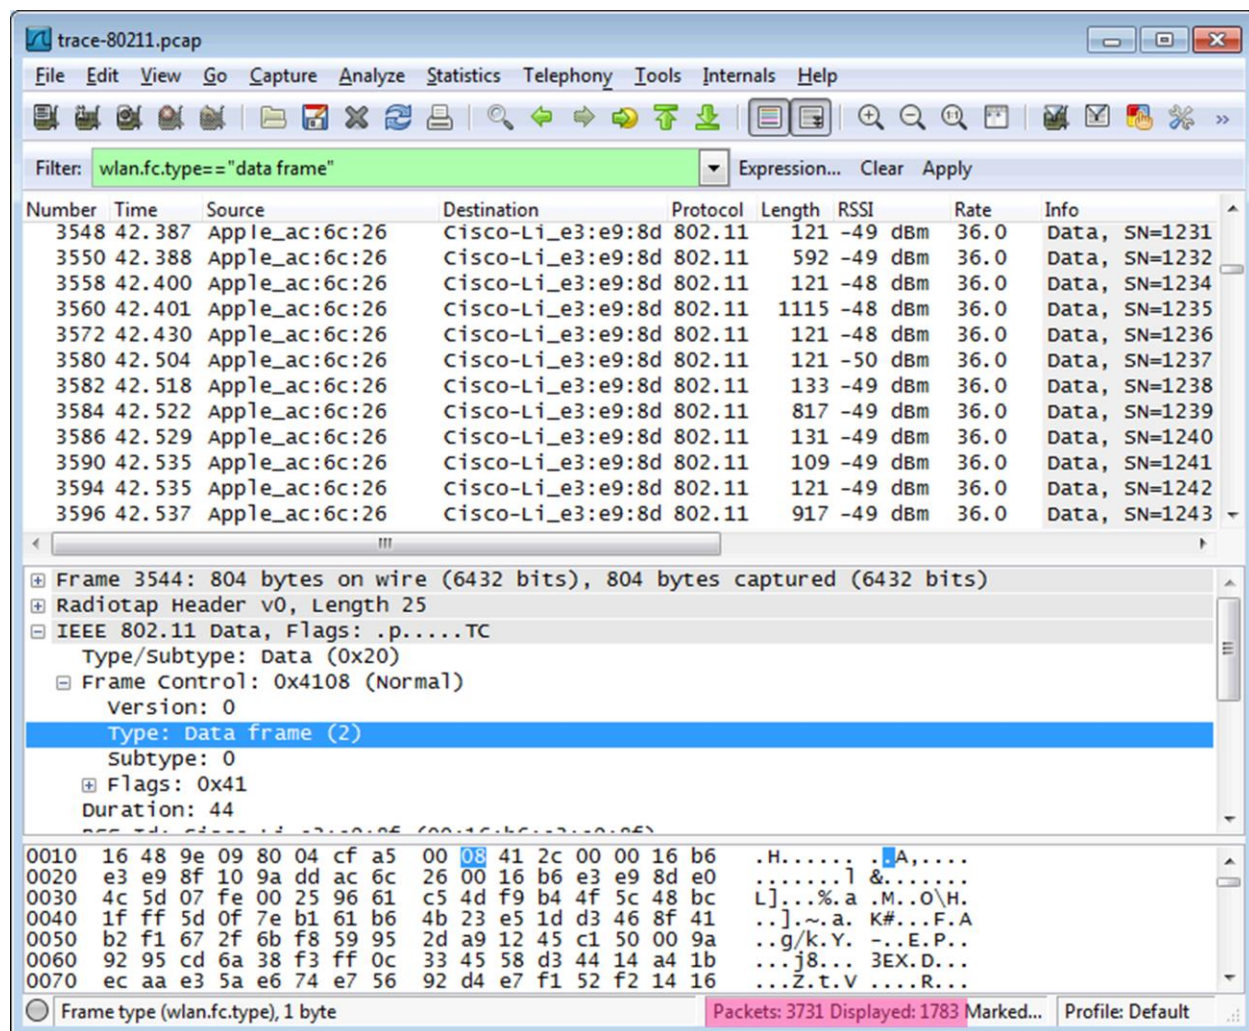 trace-80211.pcap
File Edit View Go Capture Analyze Statistics Telephony Tools Internals Help
Filter: wlan.fc.type=="data frame" Expression... Clear Apply
Number Time Source Destination Protocol Length RSSI Rate Info
3548 42.387 Apple_ac:6c:26 Cisco-Li_e3:e9:8d 802.11 121 -49 dBm 36.0 Data, SN=1231
3550 42.388 Apple_ac:6c:26 Cisco-Li_e3:e9:8d 802.11 592 -49 dBm 36.0 Data, SN=1232
3558 42.400 Apple_ac:6c:26 Cisco-Li_e3:e9:8d 802.11 121 -48 dBm 36.0 Data, SN=1234
3560 42.401 Apple_ac:6c:26 Cisco-Li_e3:e9:8d 802.11 1115 -48 dBm 36.0 Data, SN=1235
3572 42.430 Apple_ac:6c:26 Cisco-Li_e3:e9:8d 802.11 121 -48 dBm 36.0 Data, SN=1236
3580 42.504 Apple_ac:6c:26 Cisco-Li_e3:e9:8d 802.11 121 -50 dBm 36.0 Data, SN=1237
3582 42.518 Apple_ac:6c:26 Cisco-Li_e3:e9:8d 802.11 133 -49 dBm 36.0 Data, SN=1238
3584 42.522 Apple_ac:6c:26 Cisco-Li_e3:e9:8d 802.11 817 -49 dBm 36.0 Data, SN=1239
3586 42.529 Apple_ac:6c:26 Cisco-Li_e3:e9:8d 802.11 131 -49 dBm 36.0 Data, SN=1240
3590 42.535 Apple_ac:6c:26 Cisco-Li_e3:e9:8d 802.11 109 -49 dBm 36.0 Data, SN=1241
3594 42.535 Apple_ac:6c:26 Cisco-Li_e3:e9:8d 802.11 121 -49 dBm 36.0 Data, SN=1242
3596 42.537 Apple_ac:6c:26 Cisco-Li_e3:e9:8d 802.11 917 -49 dBm 36.0 Data, SN=1243
Frame 3544: 804 bytes on wire (6432 bits), 804 bytes captured (6432 bits)
Radiotap Header v0, Length 25
IEEE 802.11 Data, Flags: .p.....TC
Type/Subtype: Data (0x20)
Frame Control: 0x4108 (Normal)
Version: 0
Type: Data frame (2)
Subtype: 0
Flags: 0x41
Duration: 44
0010 16 48 9e 09 80 04 cf a5 00 08 41 2c 00 00 16 b6 .H...... ..A,....
0020 e3 e9 8f 10 9a dd ac 6c 26 00 16 b6 e3 e9 8d e0 .......l &.......
0030 4c 5d 07 fe 00 25 96 61 c5 4d f9 b4 4f 5c 48 bc L]...%.a .M..O\H.
0040 1f ff 5d 0f 7e b1 61 b6 4b 23 e5 1d d3 46 8f 41 ..].~.a. K#...F.A
0050 b2 f1 67 2f 6b f8 59 95 2d a9 12 45 c1 50 00 9a ..g/k.Y. -..E.P..
0060 92 95 cd 6a 38 f3 ff 0c 33 45 58 d3 44 14 a4 1b ...j8... 3EX.D...
0070 ec aa e3 5a e6 74 e7 56 92 d4 e7 f1 52 f2 14 16 ...Z.t.V ....R...
Frame type (wlan.fc.type), 1 byte Packets: 3731 Displayed: 1783 Marked... Profile: Default